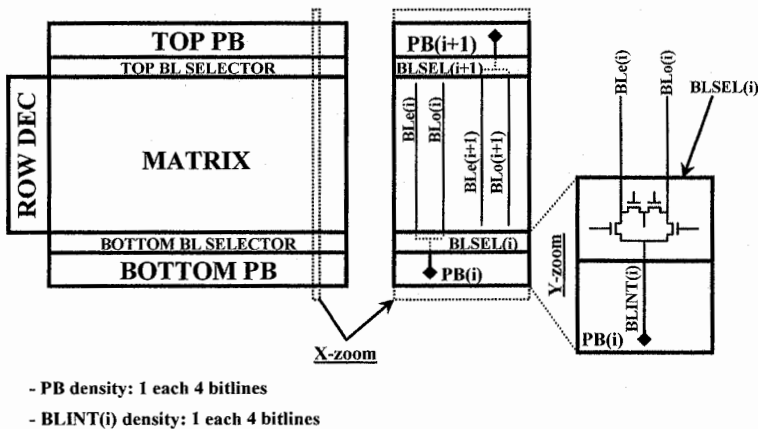 TOP PB
TOP BL SELECTOR
ROW DEC
MATRIX
BOTTOM BL SELECTOR
BOTTOM PB
X-zoom
PB(i+1)
BLSEL(i+1)
BLe(i)
BLo(i)
BLe(i+1)
BLo(i+1)
BLSEL(i)
PB(i)
Y-zoom
BLe(i)
BLo(i)
BLSEL(i)
BLINT(i)
PB(i)
- PB density: 1 each 4 bitlines
- BLINT(i) density: 1 each 4 bitlines